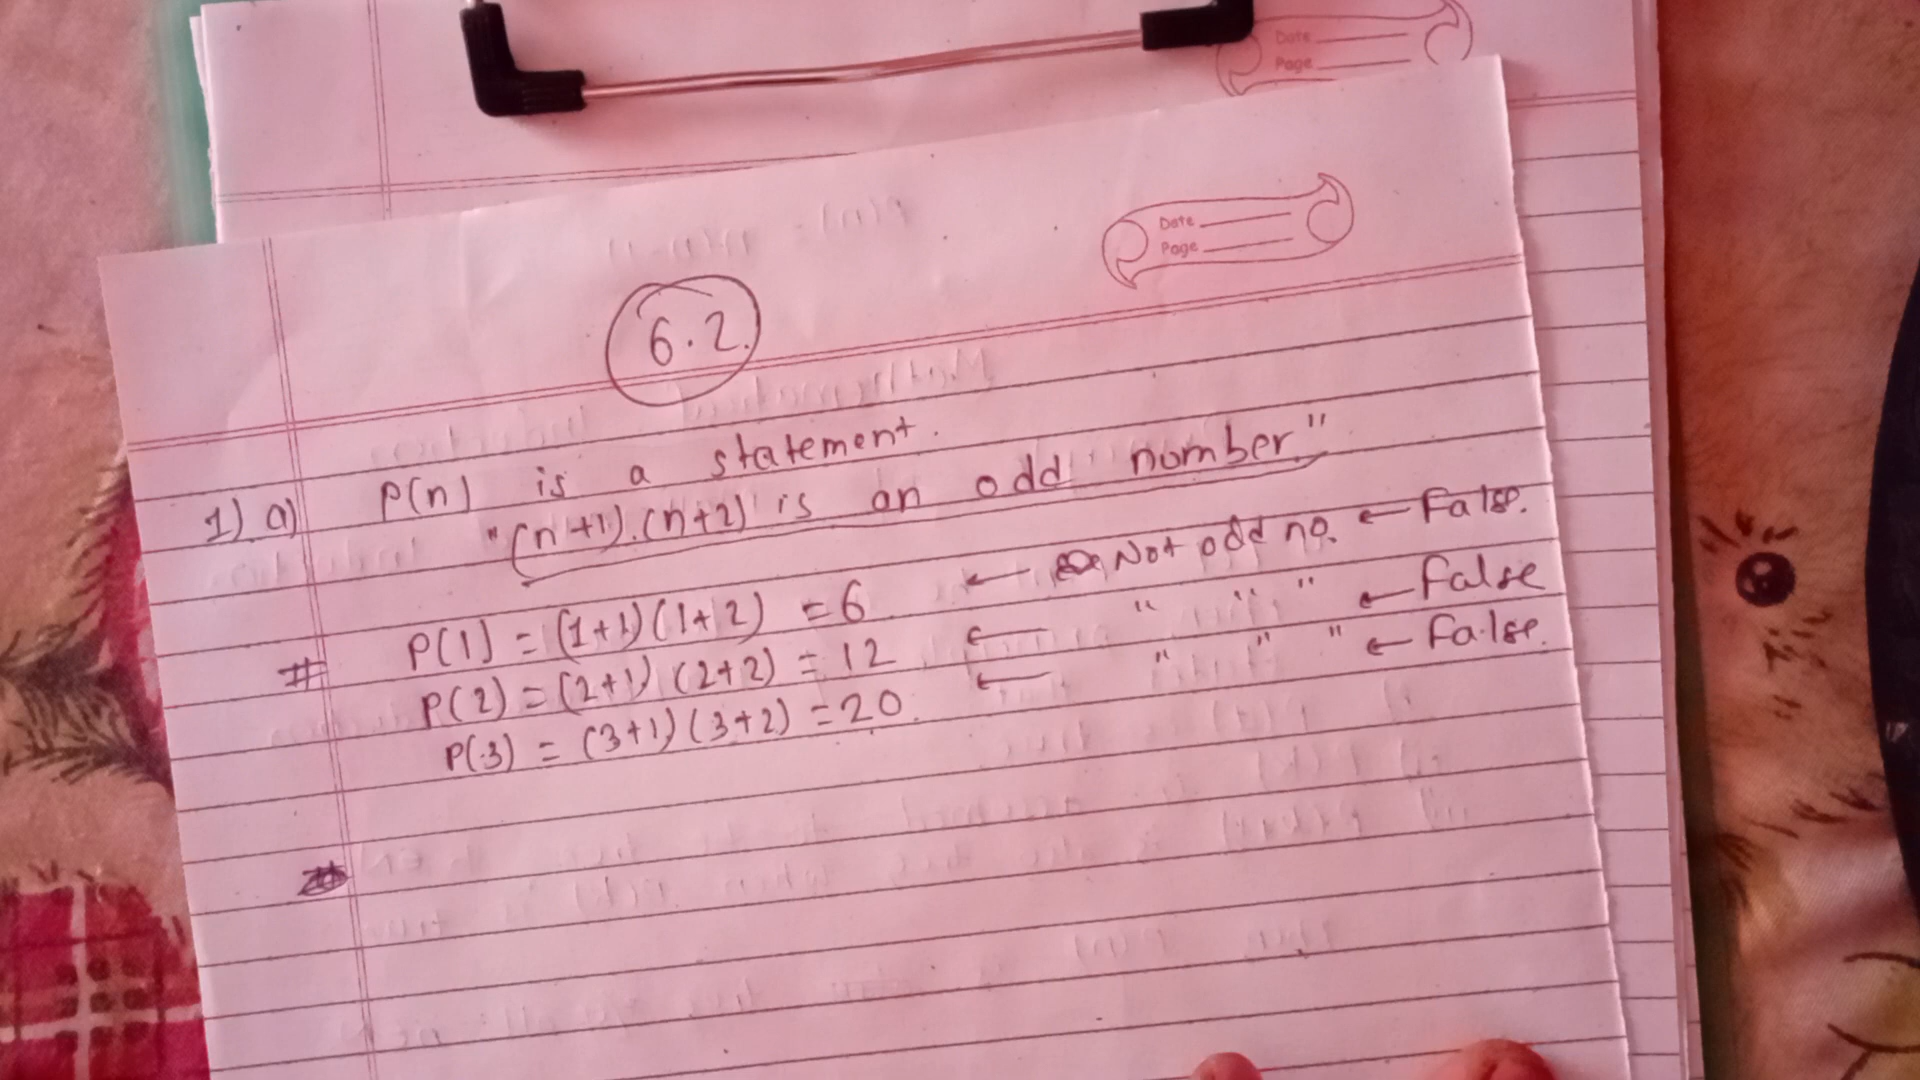 Date
Page
Date
Page
6.2.
1) a) P(n) is a statement.
"(n+1).(n+2) is an odd number."
# P(1) = (1+1)(1+2) = 6 ← Not odd no. ← False.
P(2) = (2+1)(2+2) = 12 ← " " " ← False
P(3) = (3+1)(3+2) = 20. ← " " " ← False.